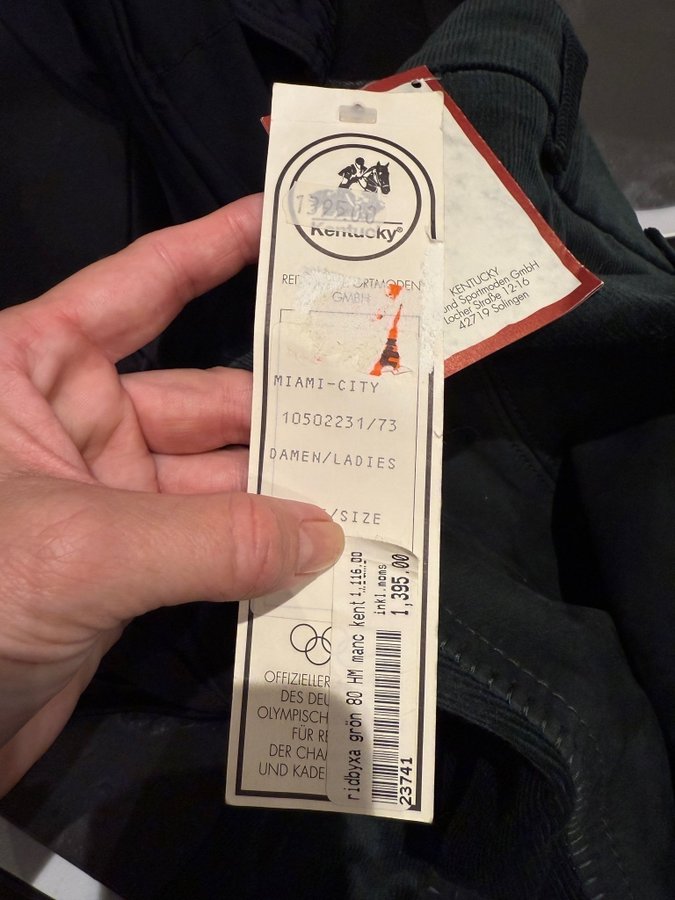 1395.00
Kentucky®
GMBH
MIAMI-CITY
10502231/73
DAMEN/LADIES
/SIZE
OFFIZIELLER
DES DEU
OLYMPISCH
FÜR RE
DER CHA
UND KADE
ridbyxa grön 80 HM manc kent 1,116.00
inkl.moms
1,395.00
23741
KENTUCKY
und Sportmoden GmbH
Locher Straße 12-16
42719 Solingen